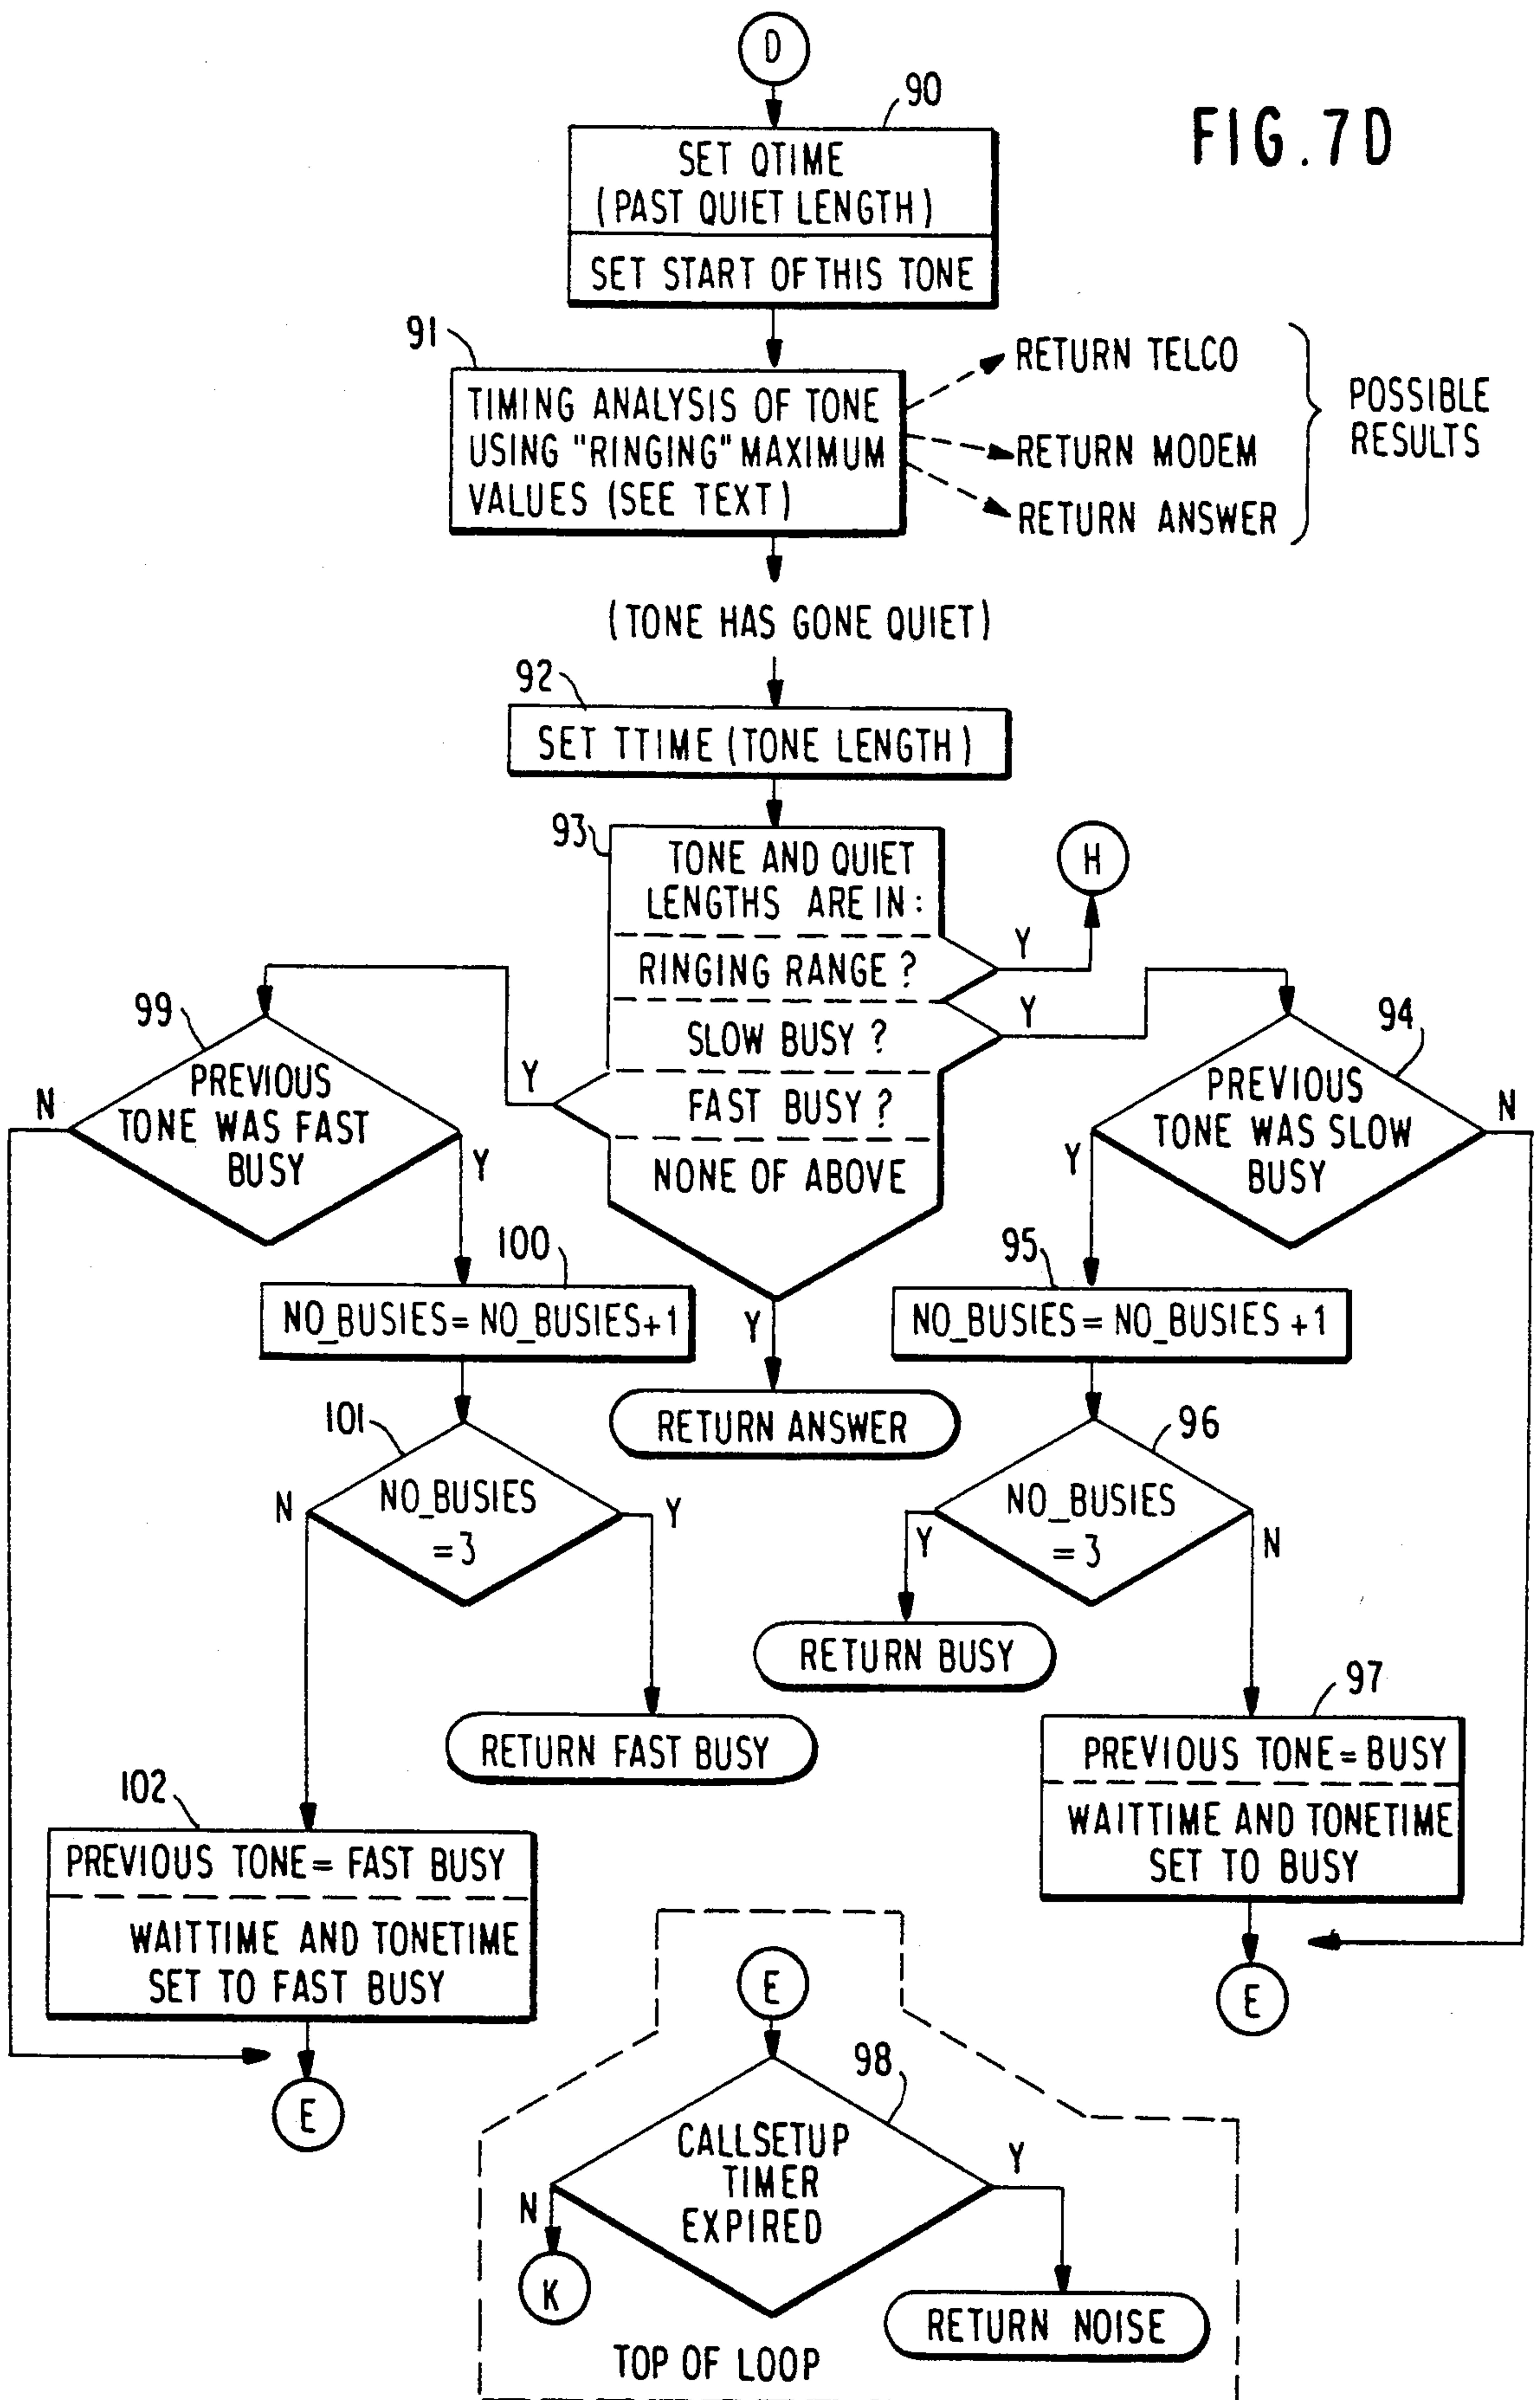 D
90
FIG. 7D
SET QTIME
(PAST QUIET LENGTH)
SET START OF THIS TONE
91
TIMING ANALYSIS OF TONE
USING "RINGING" MAXIMUM
VALUES (SEE TEXT)
RETURN TELCO
RETURN MODEM
RETURN ANSWER
POSSIBLE
RESULTS
(TONE HAS GONE QUIET)
92
SET TTIME (TONE LENGTH)
93
TONE AND QUIET
LENGTHS ARE IN:
H
RINGING RANGE ?
Y
SLOW BUSY ?
Y
FAST BUSY ?
Y
NONE OF ABOVE
Y
RETURN ANSWER
99
PREVIOUS
TONE WAS FAST
BUSY
N
Y
94
PREVIOUS
TONE WAS SLOW
BUSY
Y
N
100
NO_BUSIES = NO_BUSIES+1
95
NO_BUSIES = NO_BUSIES +1
101
NO_BUSIES
=3
N
Y
96
NO_BUSIES
=3
Y
N
RETURN BUSY
RETURN FAST BUSY
97
PREVIOUS TONE = BUSY
WAITTIME AND TONETIME
SET TO BUSY
E
102
PREVIOUS TONE = FAST BUSY
WAITTIME AND TONETIME
SET TO FAST BUSY
E
E
98
CALLSETUP
TIMER
EXPIRED
N
Y
K
RETURN NOISE
TOP OF LOOP